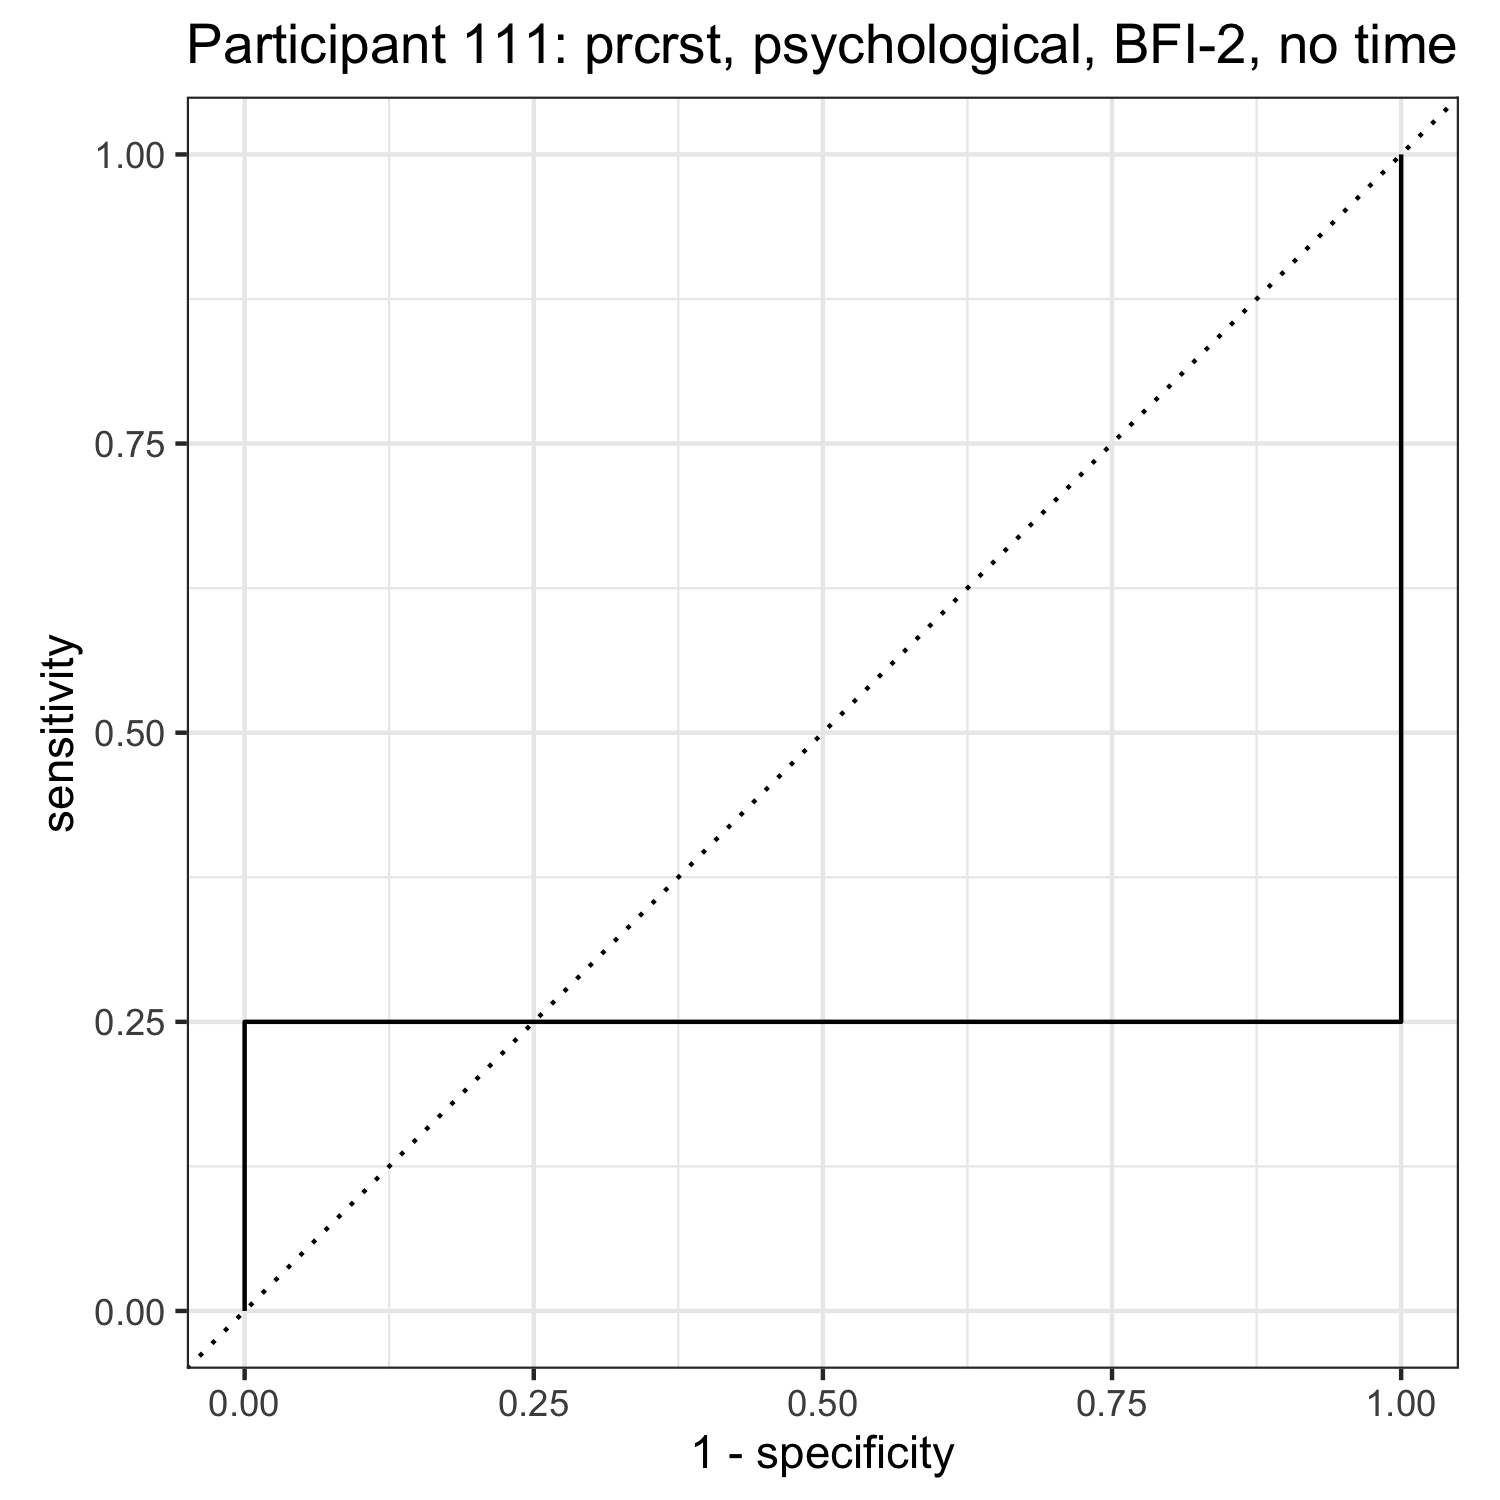 Participant 111: prcrst, psychological, BFI-2, no time
1.00
0.75
0.50
0.25
0.00
sensitivity
0.00 0.25 0.50 0.75 1.00
1 - specificity